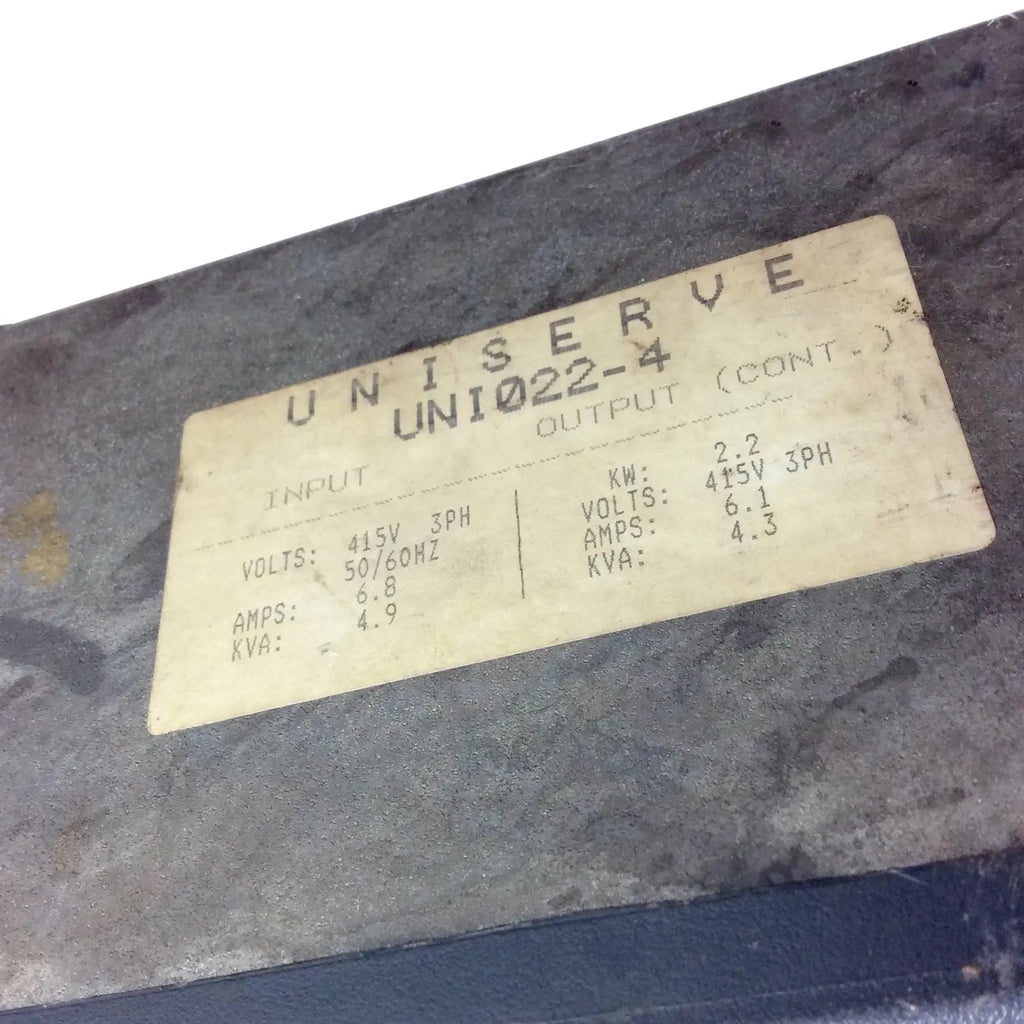 UNISERVE
UNI022-4
INPUT
VOLTS: 415V 3PH
50/60HZ
AMPS: 6.8
KVA: 4.9
OUTPUT (CONT.)
KW: 2.2
VOLTS: 415V 3PH
AMPS: 6.1
KVA: 4.3